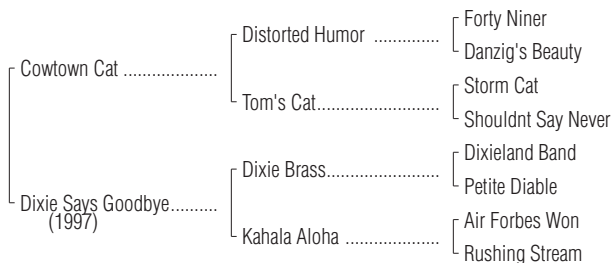 Forty Niner
Distorted Humor ..............
Danzig's Beauty
Cowtown Cat ....................
Storm Cat
Tom's Cat..........................
Shouldnt Say Never
Dixieland Band
Dixie Brass........................
Petite Diable
Dixie Says Goodbye..........
(1997)
Air Forbes Won
Kahala Aloha ....................
Rushing Stream